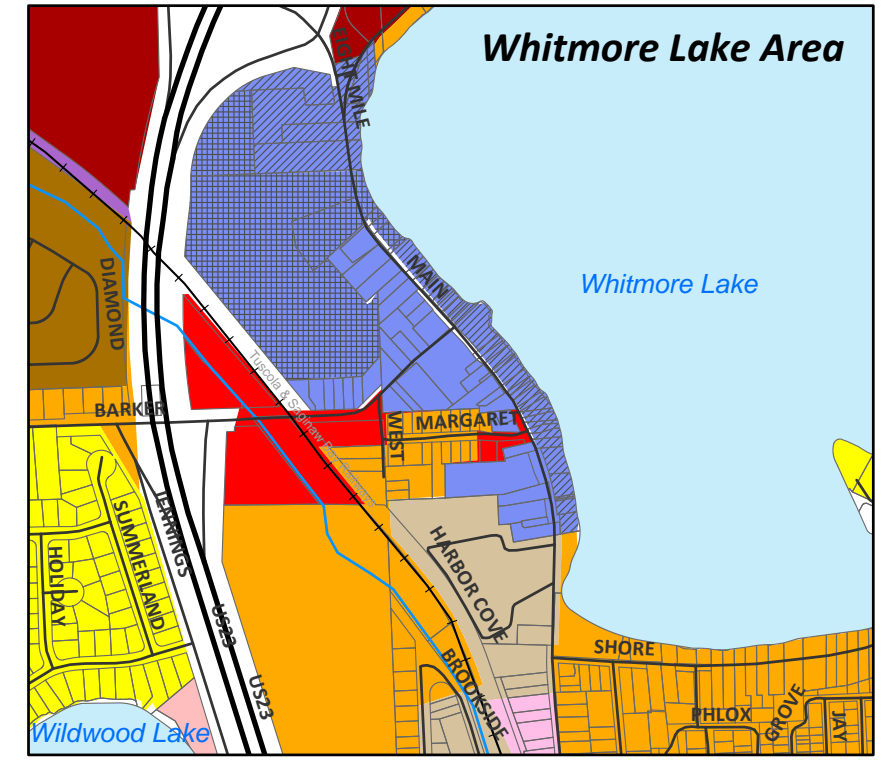 Whitmore Lake Area
EIGHT MILE
MAIN
Whitmore Lake
DIAMOND
Tuscola & Saginaw Bay
BARKER
WEST
MARGARET
JENNINGS
SUMMERLAND
HOLIDAY
HARBOR COVE
US23
US23
BROOKSIDE
SHORE
PHLOX
GROVE
JAY
Wildwood Lake